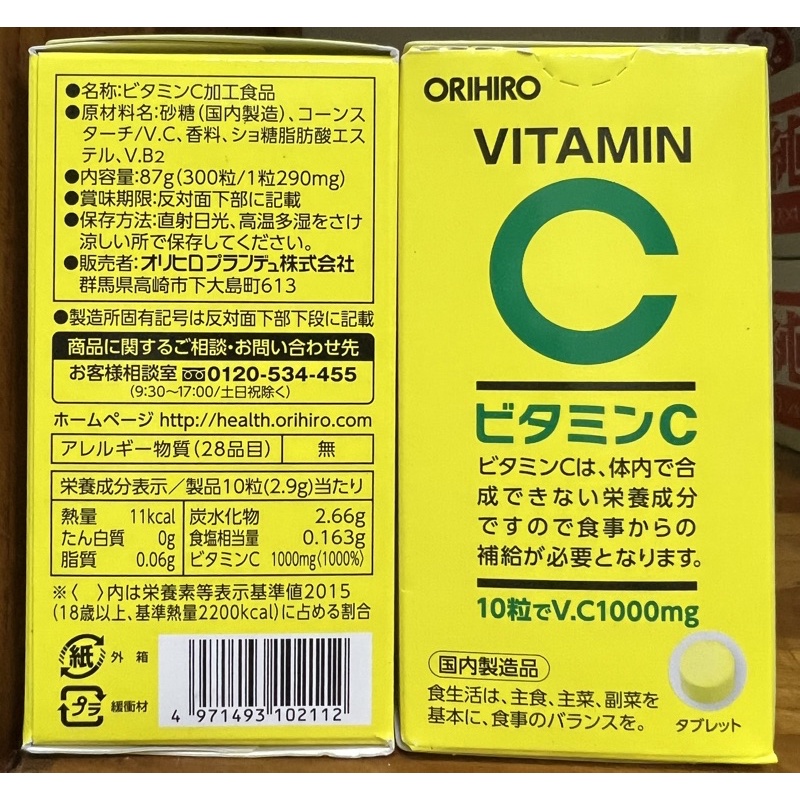 ●名称:ビタミンC加工食品
●原材料名:砂糖(国内製造)、コーンス
ターチ/V.C、香料、ショ糖脂肪酸エス
テル、V.B2
●内容量:87g(300粒/1粒290mg)
●賞味期限:反対面下部に記載
●保存方法:直射日光、高温多湿をさけ
涼しい所で保存してください。
●販売者:オリヒロプランデュ株式会社
群馬県高崎市下大島町613
●製造所固有記号は反対面下部下段に記載
商品に関するご相談・お問い合わせ先
お客様相談室 0120-534-455
(9:30〜17:00/土日祝除く)
ホームページ http://health.orihiro.com
アレルギー物質(28品目) 無
栄養成分表示/製品10粒(2.9g)当たり
熱量 11kcal 炭水化物 2.66g
たん白質 0g 食塩相当量 0.163g
脂質 0.06g ビタミンC 1000mg〈1000%〉
※〈 〉内は栄養素等表示基準値2015
(18歳以上、基準熱量2200kcal)に占める割合
紙 外箱
プラ 緩衝材
4 971493 102112
ORIHIRO
VITAMIN
C
ビタミンC
ビタミンCは、体内で合
成できない栄養成分
ですので食事からの
補給が必要となります。
10粒でV.C1000mg
国内製造品
食生活は、主食、主菜、副菜を
基本に、食事のバランスを。
タブレット